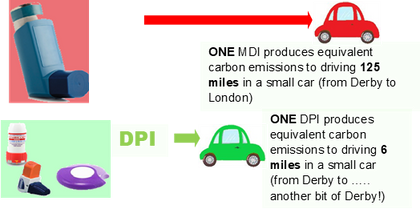 ONE MDI produces equivalent
carbon emissions to driving 125
miles in a small car (from Derby to
London)
DPI
ONE DPI produces
equivalent carbon
emissions to driving 6
miles in a small car
(from Derby to .....
another bit of Derby!)